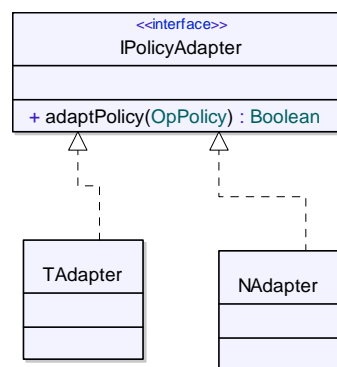 <<interface>>
IPolicyAdapter
+ adaptPolicy(OpPolicy) : Boolean
TAdapter
NAdapter